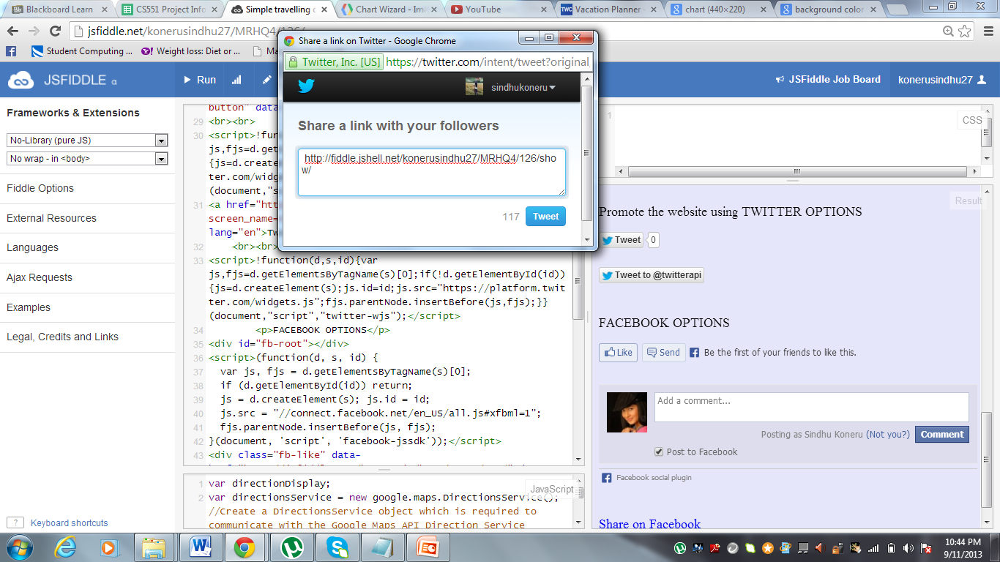 Blackboard Learn
CS551 Project Info
Simple travelling
Chart Wizard - Im
YouTube
Vacation Planner -
chart (440×220)
background color
jsfiddle.net/konerusindhu27/MRHQ4/126/
Student Computing ...
Weight loss: Diet or ...
Share a link on Twitter - Google Chrome
Twitter, Inc. [US]
https://twitter.com/intent/tweet?original_
sindhukoneru
Share a link with your followers
http://fiddle.jshell.net/konerusindhu27/MRHQ4/126/sho
w/
117
Tweet
JSFIDDLE α
Run
JSFiddle Job Board
konerusindhu27
Frameworks & Extensions
No-Library (pure JS)
No wrap - in <body>
Fiddle Options
External Resources
Languages
Ajax Requests
Examples
Legal, Credits and Links
Keyboard shortcuts
button" data
29 <br><br>
30 <script>!fun
js,fjs=d.get
{js=d.create
ter.com/widg
(document,"s
31 <a href="htt
screen_name=
lang="en">Tw
32 <br><br>
33 <script>!function(d,s,id){var
js,fjs=d.getElementsByTagName(s)[0];if(!d.getElementById(id))
{js=d.createElement(s);js.id=id;js.src="https://platform.twit
ter.com/widgets.js";fjs.parentNode.insertBefore(js,fjs);}}
(document,"script","twitter-wjs");</script>
34 <p>FACEBOOK OPTIONS</p>
35 <div id="fb-root"></div>
36 <script>(function(d, s, id) {
37 var js, fjs = d.getElementsByTagName(s)[0];
38 if (d.getElementById(id)) return;
39 js = d.createElement(s); js.id = id;
40 js.src = "//connect.facebook.net/en_US/all.js#xfbml=1";
41 fjs.parentNode.insertBefore(js, fjs);
42 }(document, 'script', 'facebook-jssdk'));</script>
43 <div class="fb-like" data-
JavaScript
1 var directionDisplay;
2 var directionsService = new google.maps.DirectionsService();
//Create a DirectionsService object which is required to
communicate with the Google Maps API Direction Service
1
CSS
Result
Promote the website using TWITTER OPTIONS
Tweet
0
Tweet to @twitterapi
FACEBOOK OPTIONS
Like
Send
Be the first of your friends to like this.
Add a comment...
Posting as Sindhu Koneru (Not you?)
Comment
Post to Facebook
Facebook social plugin
Share on Facebook
10:44 PM
9/11/2013